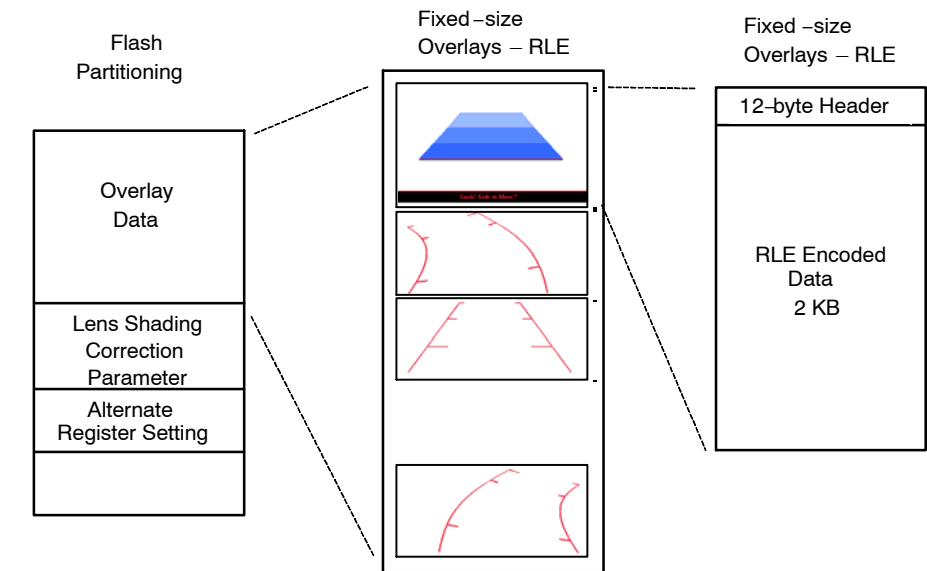 Flash
Partitioning
Overlay
Data
Lens Shading
Correction
Parameter
Alternate
Register Setting
Fixed –size
Overlays – RLE
Fixed –size
Overlays – RLE
12–byte Header
RLE Encoded
Data
2 KB